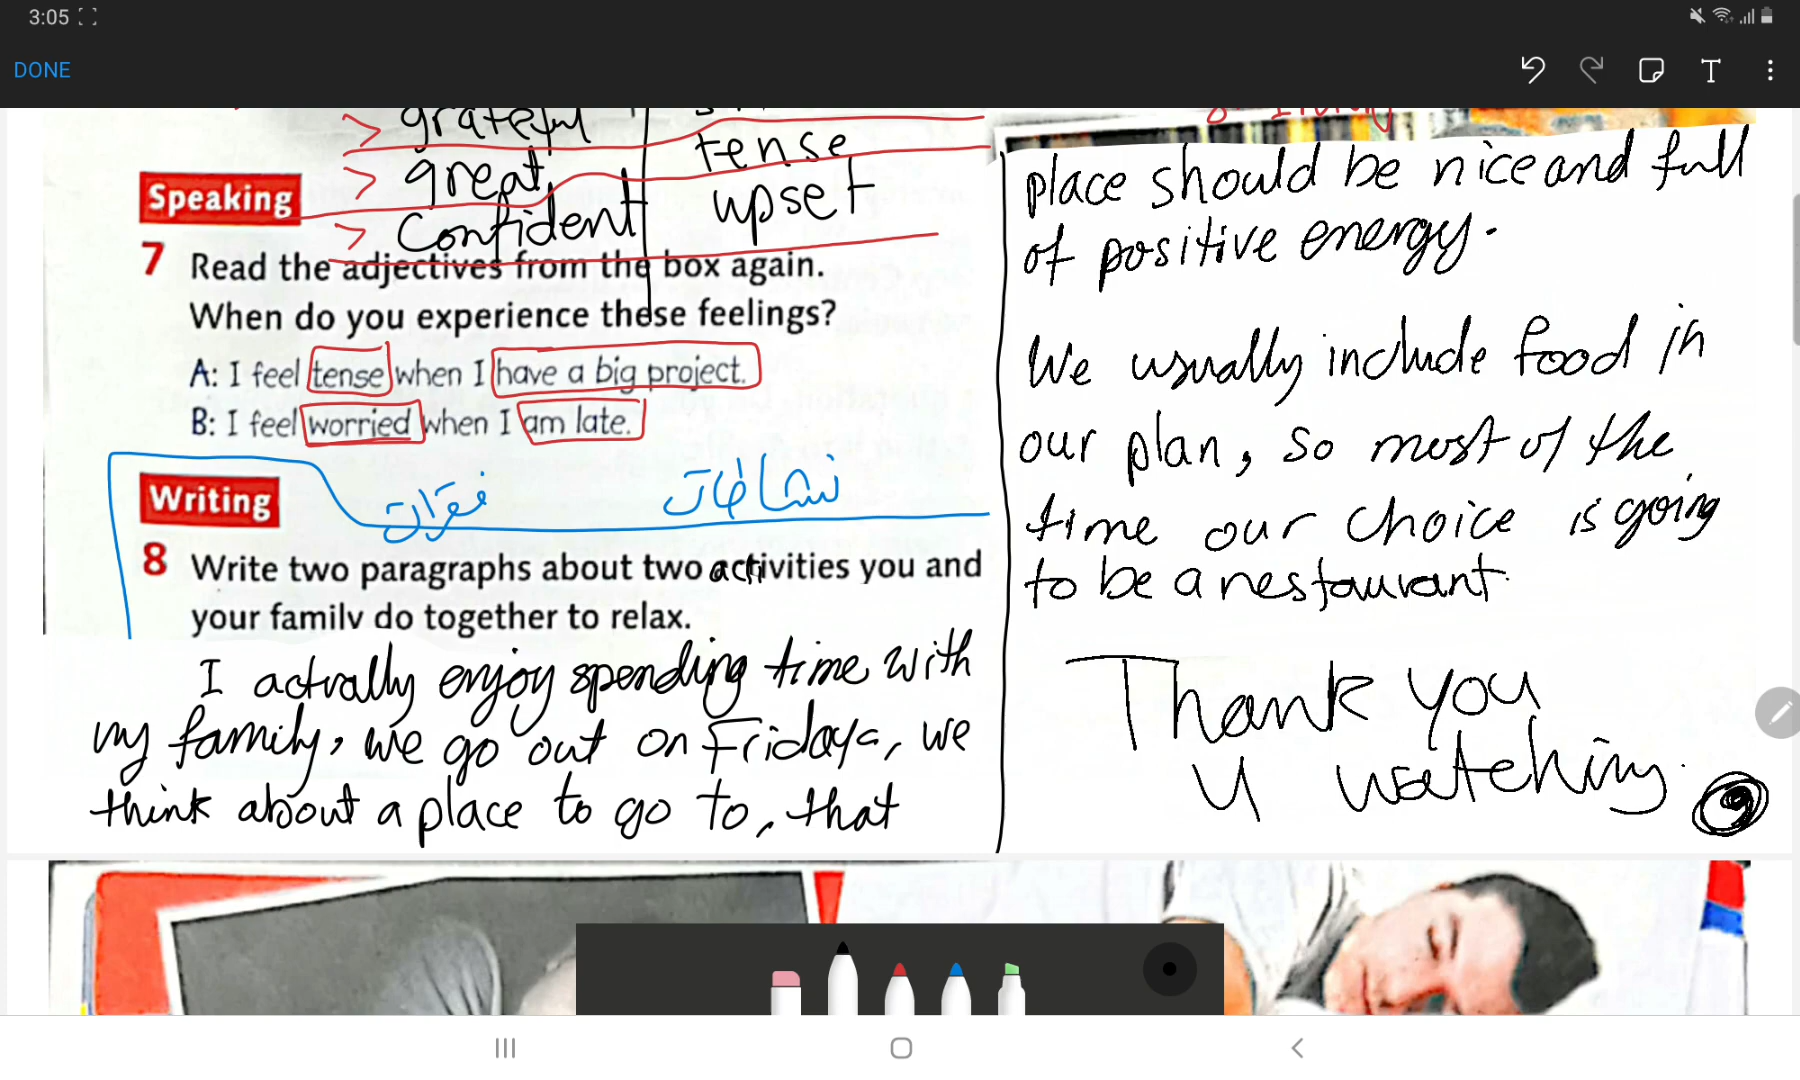 3:05
DONE
T
grateful
tense
great
upset
Speaking
confident
7 Read the adjectives from the box again.
When do you experience these feelings?
A: I feel tense when I have a big project.
B: I feel worried when I am late.
Writing
فقرات نشاطات
8 Write two paragraphs about two activities you and
your family do together to relax.
I actually enjoy spending time with
my family, we go out on Fridays, we
think about a place to go to, that
place should be nice and full
of positive energy.
We usually include food in
our plan, so most of the
time our choice is going
to be a restaurant.
Thank you
4 watching.